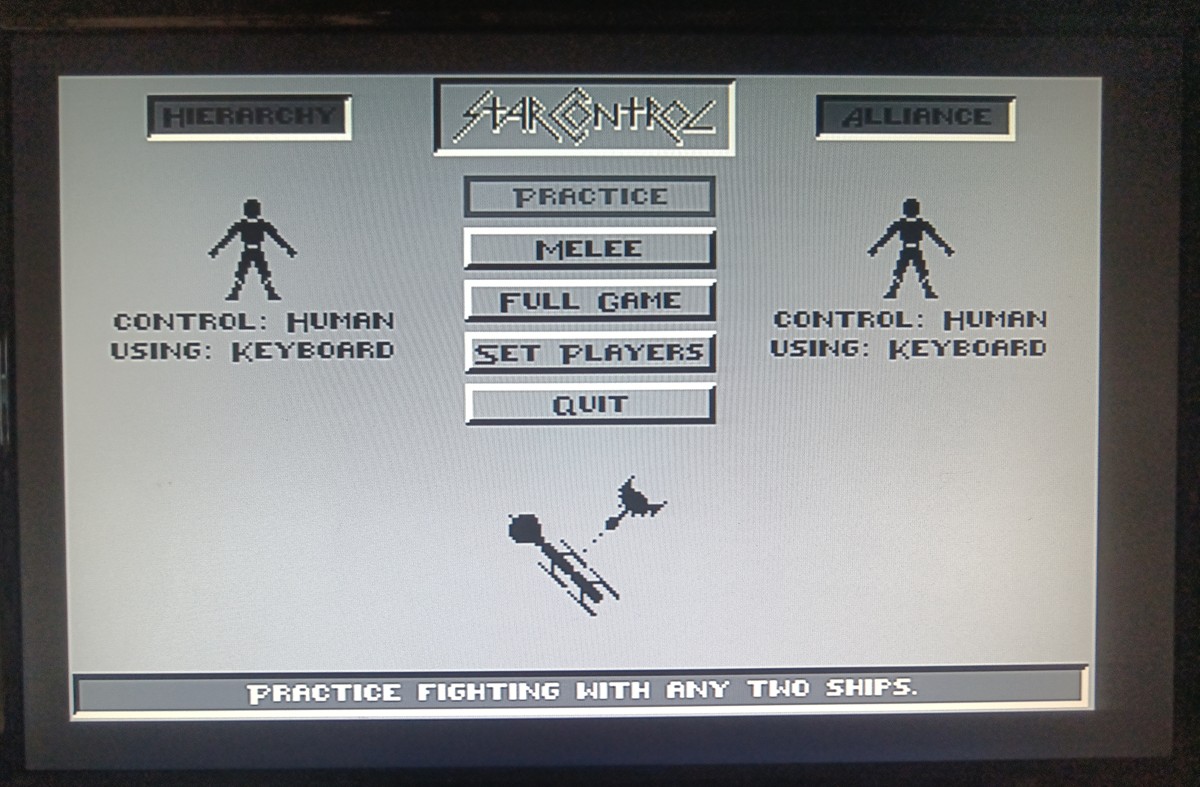 HIERARCHY
STARCONTROL
ALLIANCE
PRACTICE
MELEE
FULL GAME
SET PLAYERS
QUIT
CONTROL: HUMAN
USING: KEYBOARD
CONTROL: HUMAN
USING: KEYBOARD
PRACTICE FIGHTING WITH ANY TWO SHIPS.